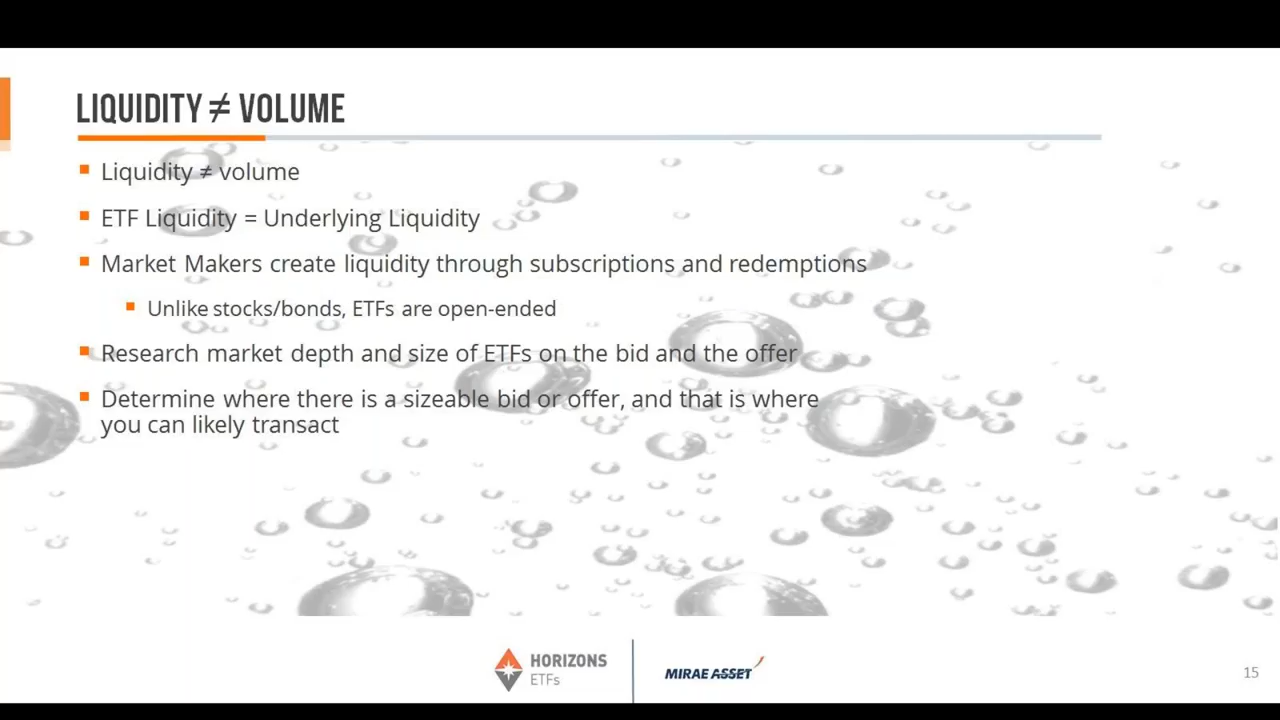 LIQUIDITY ≠ VOLUME
Liquidity ≠ volume
ETF Liquidity = Underlying Liquidity
Market Makers create liquidity through subscriptions and redemptions
Unlike stocks/bonds, ETFs are open-ended
Research market depth and size of ETFs on the bid and the offer
Determine where there is a sizeable bid or offer, and that is where
you can likely transact
HORIZONS
ETFs
MIRAE ASSET
15